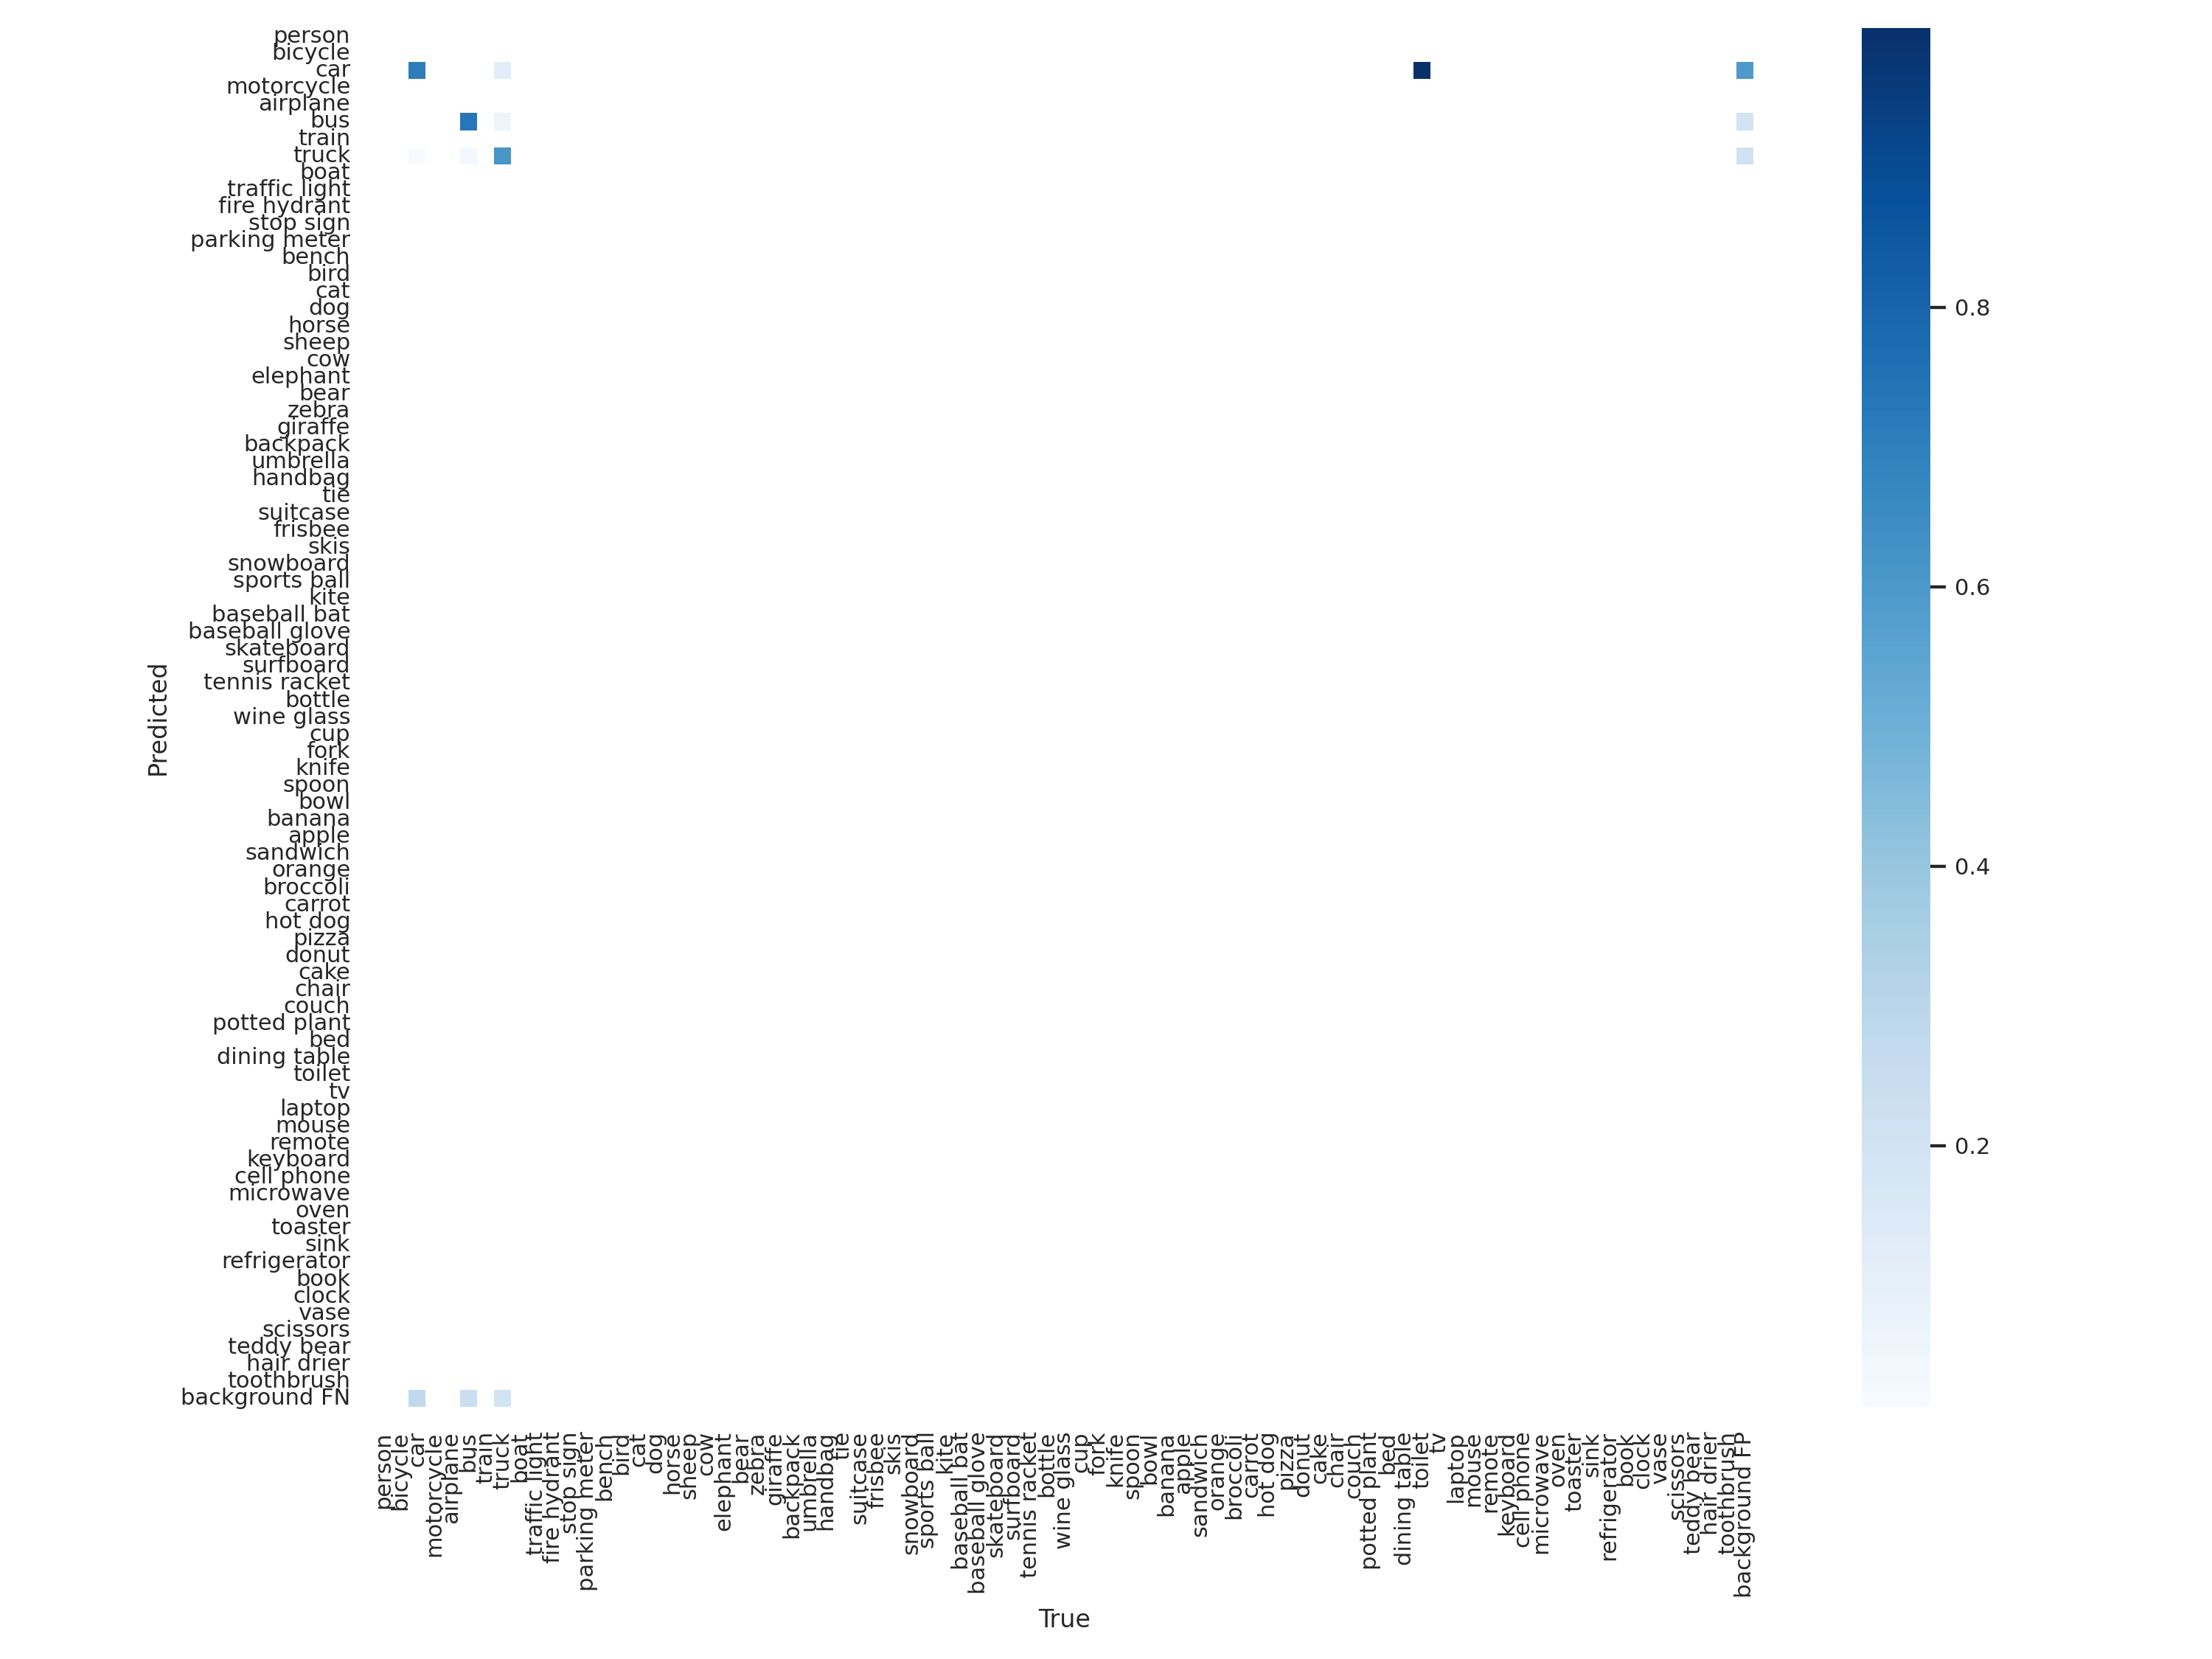 person
bicycle
car
motorcycle
airplane
bus
train
truck
boat
traffic light
fire hydrant
stop sign
parking meter
bench
bird
cat
dog
horse
sheep
cow
elephant
bear
zebra
giraffe
backpack
umbrella
handbag
tie
suitcase
frisbee
skis
snowboard
sports ball
kite
baseball bat
baseball glove
skateboard
surfboard
tennis racket
bottle
wine glass
cup
fork
knife
spoon
bowl
banana
apple
sandwich
orange
broccoli
carrot
hot dog
pizza
donut
cake
chair
couch
potted plant
bed
dining table
toilet
tv
laptop
mouse
remote
keyboard
cell phone
microwave
oven
toaster
sink
refrigerator
book
clock
vase
scissors
teddy bear
hair drier
toothbrush
background FN
Predicted
person
bicycle
car
motorcycle
airplane
bus
train
truck
boat
traffic light
fire hydrant
stop sign
parking meter
bench
bird
cat
dog
horse
sheep
cow
elephant
bear
zebra
giraffe
backpack
umbrella
handbag
tie
suitcase
frisbee
skis
snowboard
sports ball
kite
baseball bat
baseball glove
skateboard
surfboard
tennis racket
bottle
wine glass
cup
fork
knife
spoon
bowl
banana
apple
sandwich
orange
broccoli
carrot
hot dog
pizza
donut
cake
chair
couch
potted plant
bed
dining table
toilet
tv
laptop
mouse
remote
keyboard
cell phone
microwave
oven
toaster
sink
refrigerator
book
clock
vase
scissors
teddy bear
hair drier
toothbrush
background FP
True
0.8
0.6
0.4
0.2